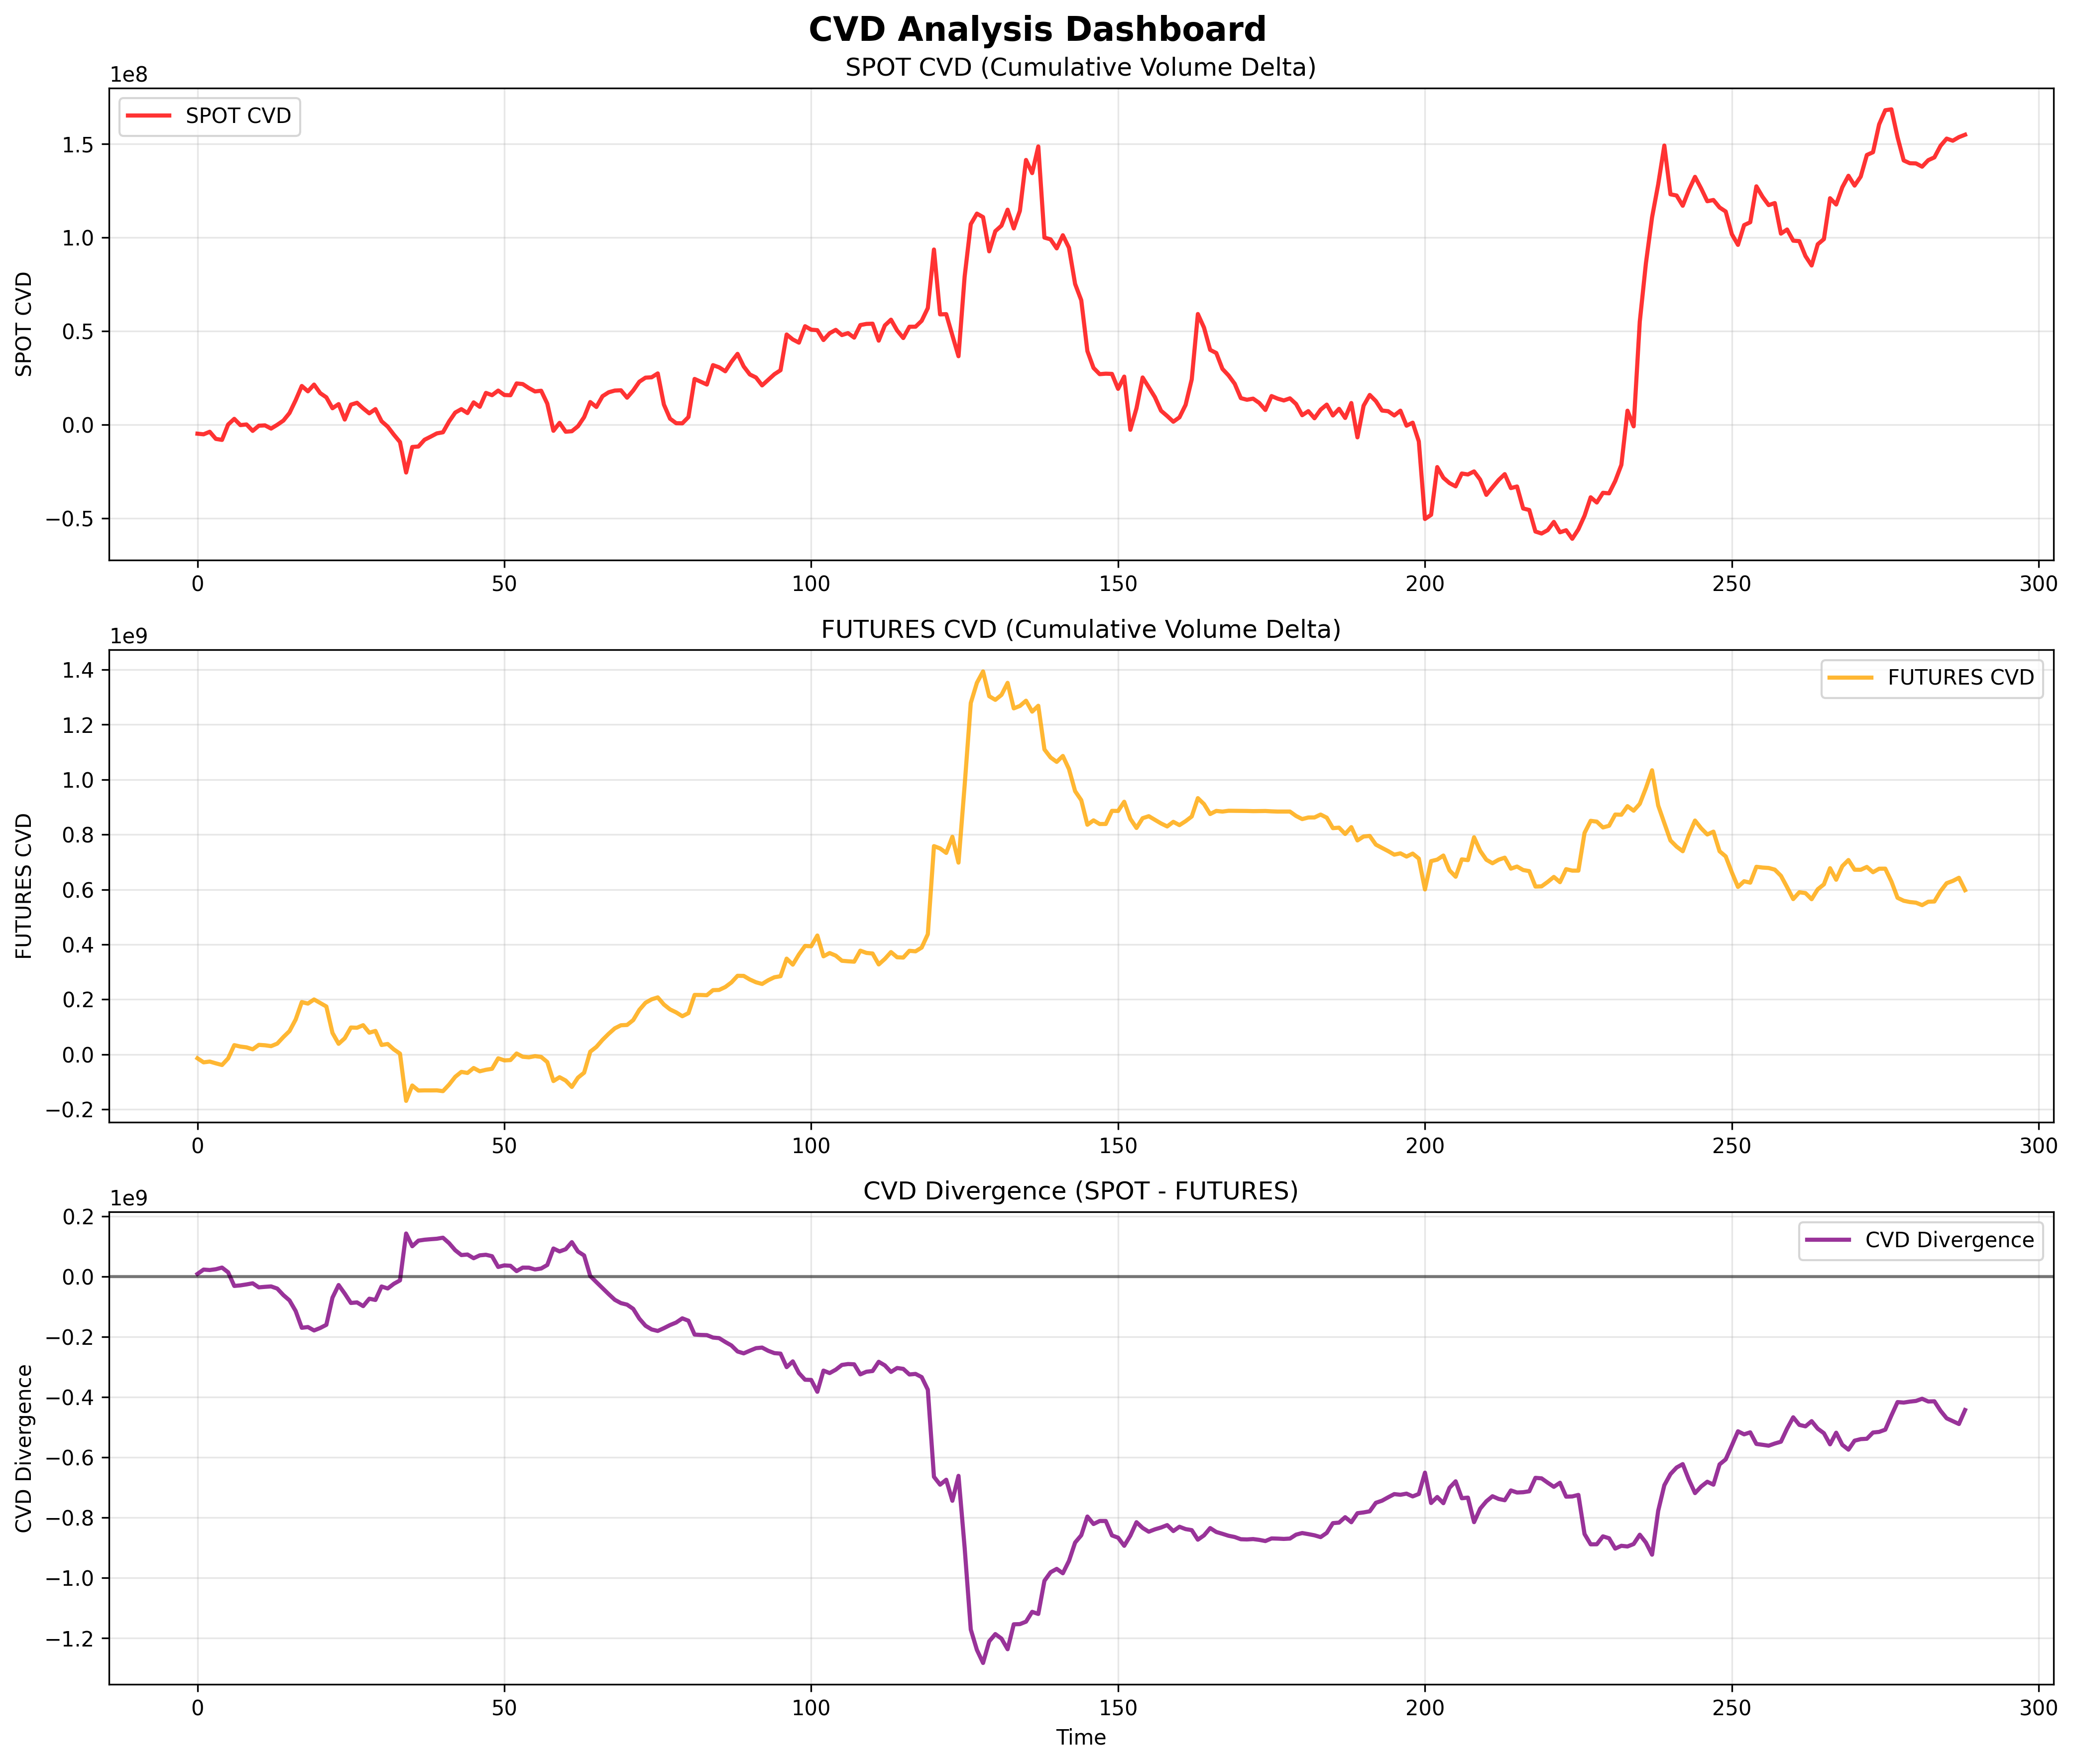 CVD Analysis Dashboard
SPOT CVD (Cumulative Volume Delta)
1e8
SPOT CVD
SPOT CVD
1.5
1.0
0.5
0.0
−0.5
0 50 100 150 200 250 300
FUTURES CVD (Cumulative Volume Delta)
1e9
FUTURES CVD
FUTURES CVD
1.4
1.2
1.0
0.8
0.6
0.4
0.2
0.0
−0.2
0 50 100 150 200 250 300
CVD Divergence (SPOT - FUTURES)
1e9
CVD Divergence
CVD Divergence
0.2
0.0
−0.2
−0.4
−0.6
−0.8
−1.0
−1.2
0 50 100 150 200 250 300
Time